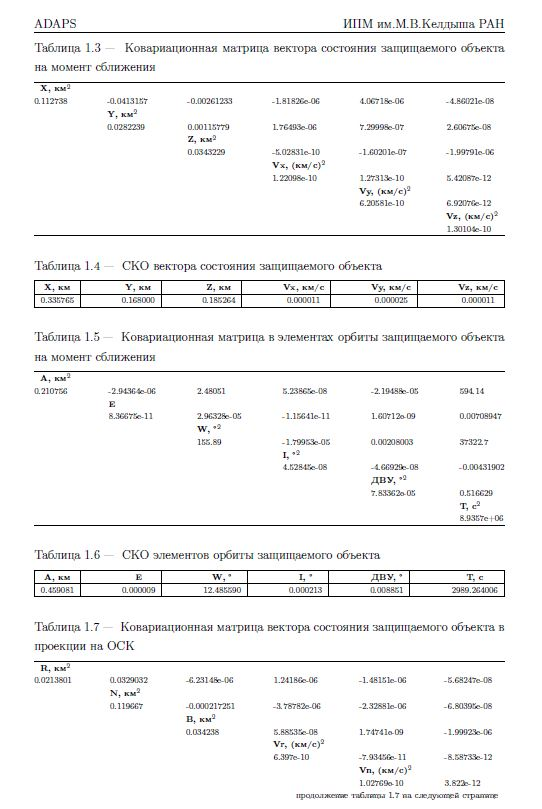 ADAPS ИПМ им.М.В.Келдыша РАН
Таблица 1.3 — Ковариационная матрица вектора состояния защищаемого объекта
на момент сближения
X, км²
0.112738 -0.0413157 -0.00261233 -1.81826e-06 4.06718e-06 -4.86021e-08
Y, км²
0.0282239 0.00115779 1.76493e-06 7.29998e-07 2.60675e-08
Z, км²
0.0343229 -5.02831e-10 -1.60201e-07 -1.99791e-06
Vx, (км/с)²
1.22098e-10 1.27313e-10 5.42087e-12
Vy, (км/с)²
6.20581e-10 6.92076e-12
Vz, (км/с)²
1.30104e-10
Таблица 1.4 — СКО вектора состояния защищаемого объекта
X, км Y, км Z, км Vx, км/с Vy, км/с Vz, км/с
0.335765 0.168000 0.185264 0.000011 0.000025 0.000011
Таблица 1.5 — Ковариационная матрица в элементах орбиты защищаемого объекта
на момент сближения
A, км²
0.210756 -2.94364e-06 2.48051 5.23865e-08 -2.19488e-05 594.14
E
8.36675e-11 2.96328e-05 -1.15641e-11 1.60712e-09 0.00708947
W, °²
155.89 -1.79953e-05 0.00208003 37322.7
I, °²
4.52845e-08 -4.66929e-08 -0.00431902
ДВУ, °²
7.83362e-05 0.516629
T, с²
8.9357e+06
Таблица 1.6 — СКО элементов орбиты защищаемого объекта
A, км E W, ° I, ° ДВУ, ° T, с
0.459081 0.000009 12.485590 0.000213 0.008851 2989.264006
Таблица 1.7 — Ковариационная матрица вектора состояния защищаемого объекта в
проекции на ОСК
R, км²
0.0213801 0.0329032 -6.23148e-06 1.24186e-06 -1.48151e-06 -5.68247e-08
N, км²
0.119667 -0.000217251 -3.78782e-06 -2.32881e-06 -6.80395e-08
B, км²
0.034238 5.88535e-08 1.74741e-09 -1.99923e-06
Vr, (км/с)²
6.397e-10 -7.93456e-11 -8.58733e-12
Vn, (км/с)²
1.02769e-10 3.822e-12
продолжение таблицы 1.7 на следующей странице